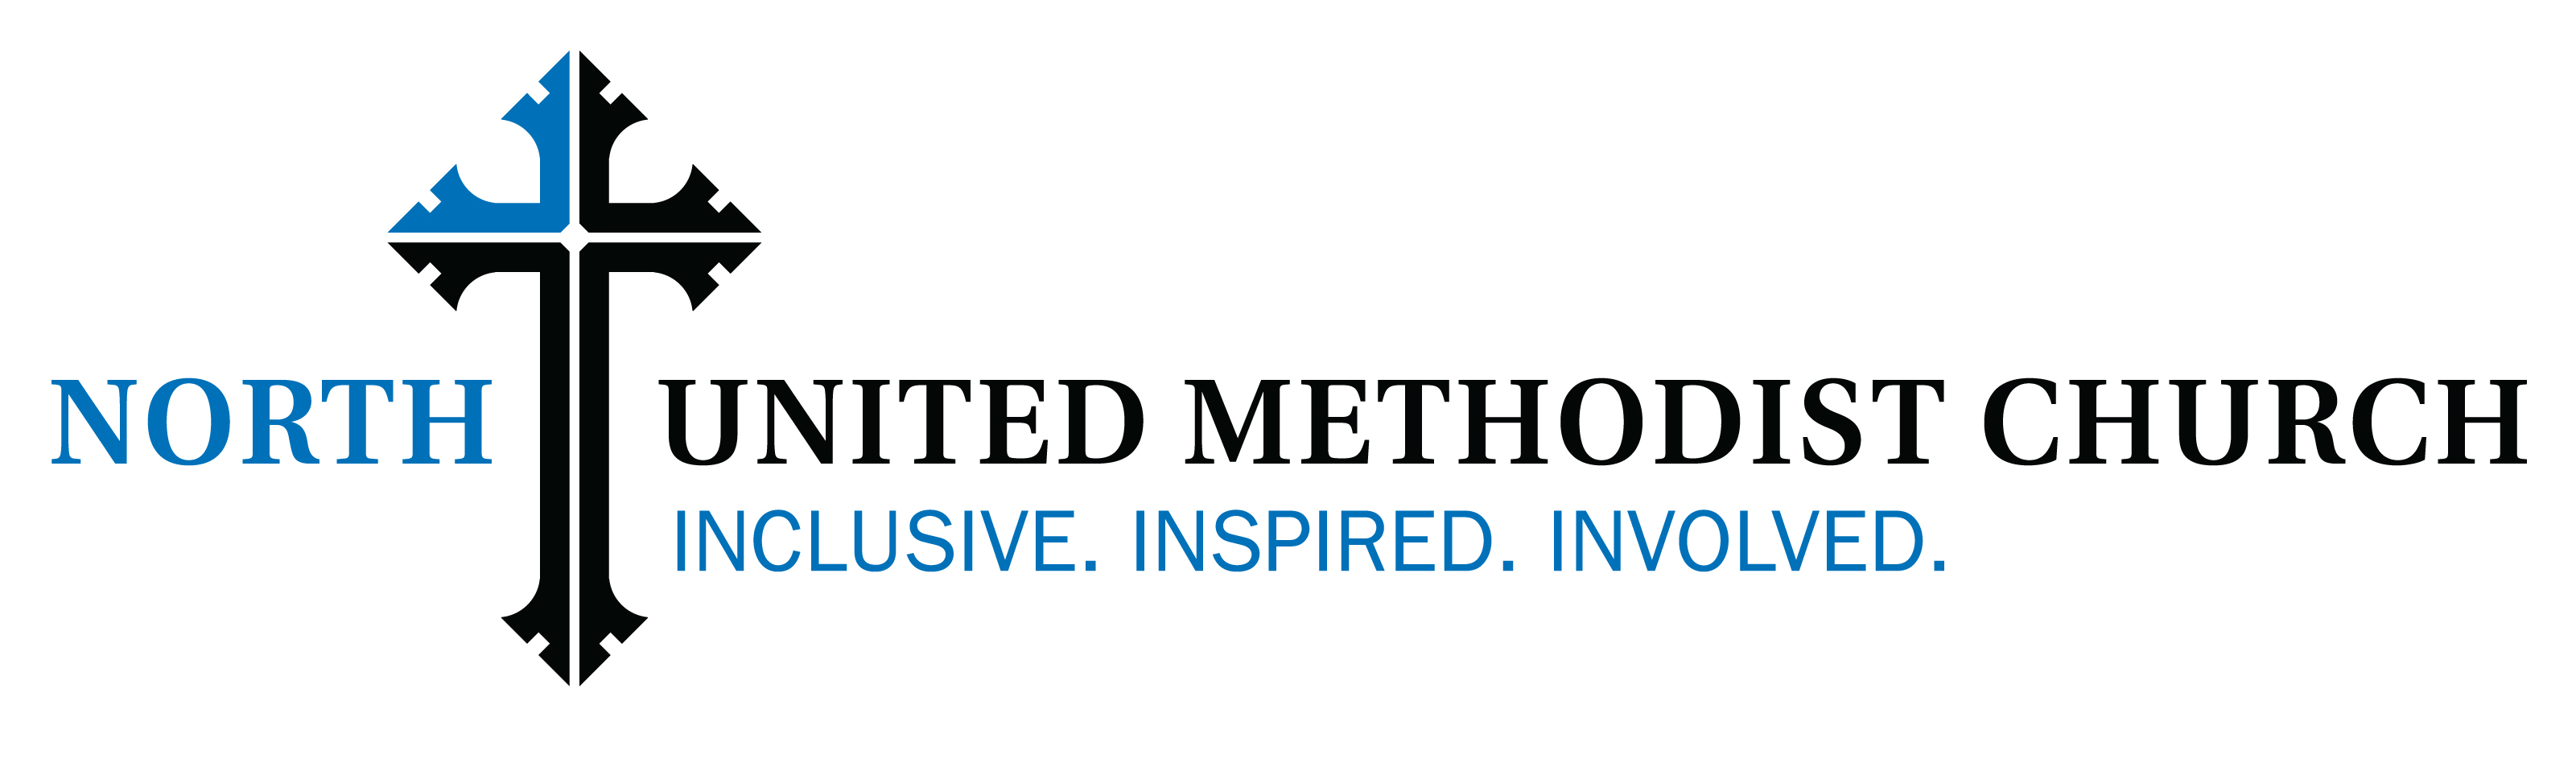 NORTH UNITED METHODIST CHURCH
INCLUSIVE. INSPIRED. INVOLVED.